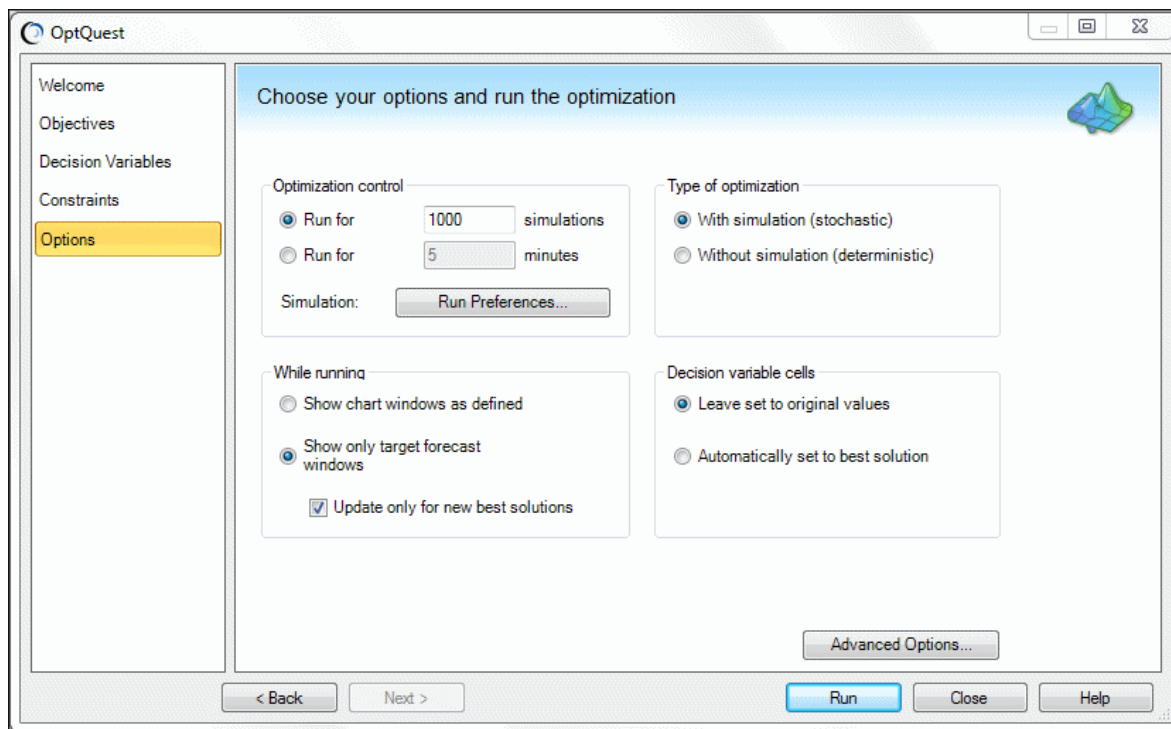 OptQuest
Welcome
Objectives
Decision Variables
Constraints
Options
Choose your options and run the optimization
Optimization control
Run for 1000 simulations
Run for 5 minutes
Simulation: Run Preferences...
Type of optimization
With simulation (stochastic)
Without simulation (deterministic)
While running
Show chart windows as defined
Show only target forecast
windows
Update only for new best solutions
Decision variable cells
Leave set to original values
Automatically set to best solution
Advanced Options...
< Back Next > Run Close Help